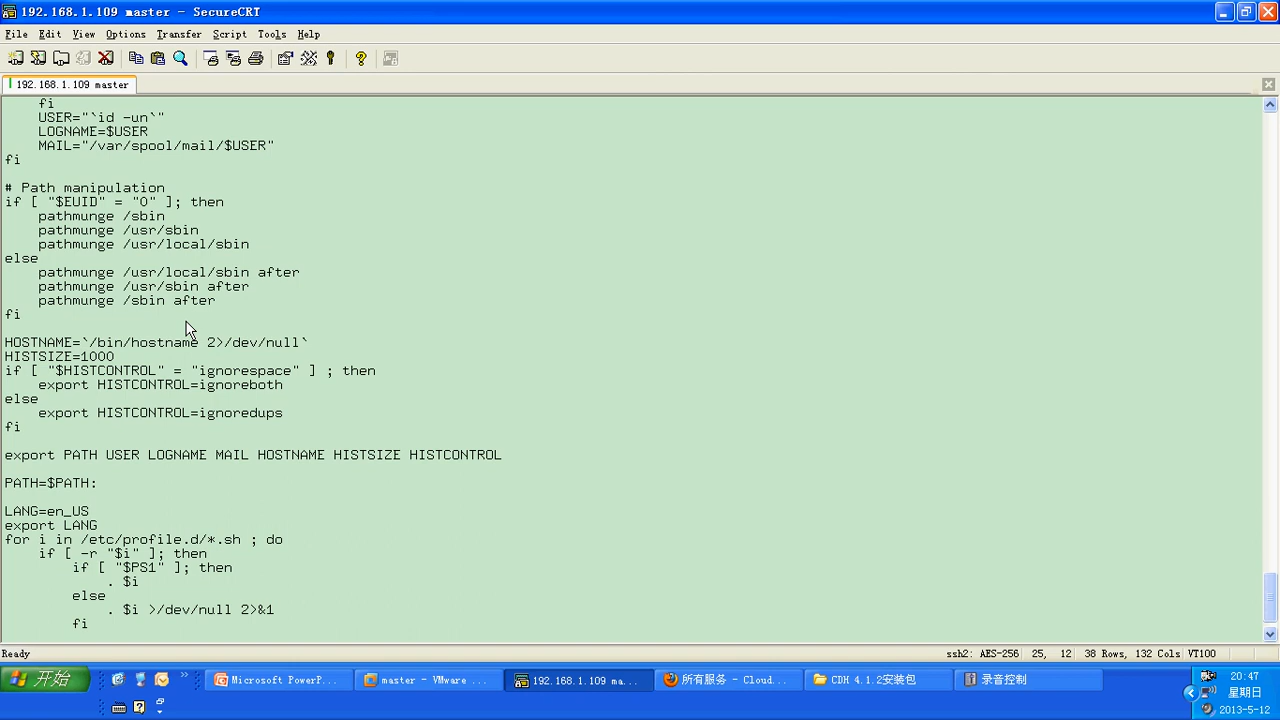 192.168.1.109 master - SecureCRT
File Edit View Options Transfer Script Tools Help
192.168.1.109 master
    fi
    USER="`id -un`"
    LOGNAME=$USER
    MAIL="/var/spool/mail/$USER"
fi
# Path manipulation
if [ "$EUID" = "0" ]; then
    pathmunge /sbin
    pathmunge /usr/sbin
    pathmunge /usr/local/sbin
else
    pathmunge /usr/local/sbin after
    pathmunge /usr/sbin after
    pathmunge /sbin after
fi
HOSTNAME=`/bin/hostname 2>/dev/null`
HISTSIZE=1000
if [ "$HISTCONTROL" = "ignorespace" ] ; then
    export HISTCONTROL=ignoreboth
else
    export HISTCONTROL=ignoredups
fi
export PATH USER LOGNAME MAIL HOSTNAME HISTSIZE HISTCONTROL
PATH=$PATH:
LANG=en_US
export LANG
for i in /etc/profile.d/*.sh ; do
    if [ -r "$i" ]; then
        if [ "$PS1" ]; then
            . $i
        else
            . $i >/dev/null 2>&1
        fi
Ready ssh2: AES-256 25, 12 38 Rows, 132 Cols VT100
开始 Microsoft PowerP... master - VMware ... 192.168.1.109 ma... 所有服务 - Cloud... CDH 4.1.2安装包 录音控制 20:47
星期日
2013-5-12